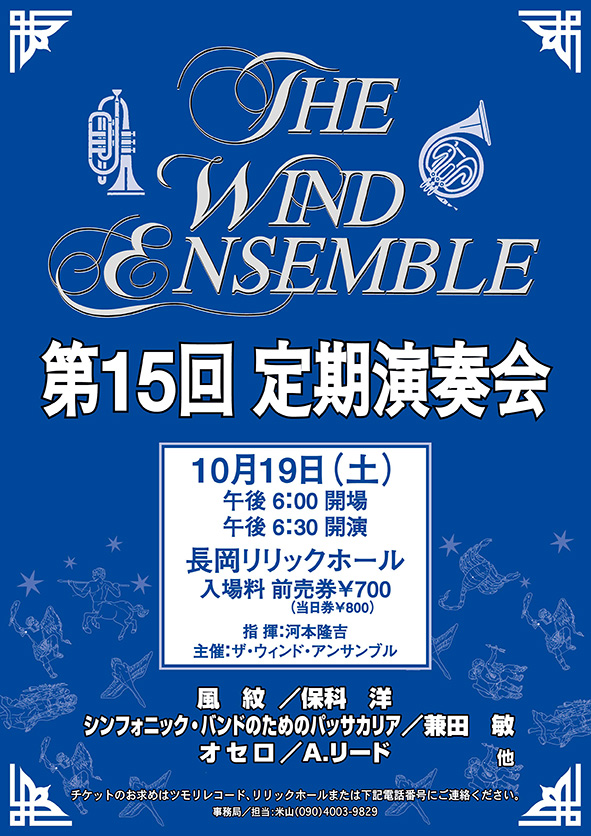 THE
WIND
ENSEMBLE
第15回 定期演奏会
10月19日(土)
午後 6:00 開場
午後 6:30 開演
長岡リリックホール
入場料 前売券¥700
(当日券¥800)
指 揮:河本隆吉
主催:ザ・ウィンド・アンサンブル
風 紋／保科 洋
シンフォニック・バンドのためのパッサカリア／兼田 敏
オセロ／A.リード 他
チケットのお求めはツモリレコード、リリックホールまたは下記電話番号にご連絡ください。
事務局／担当:米山(090)4003-9829